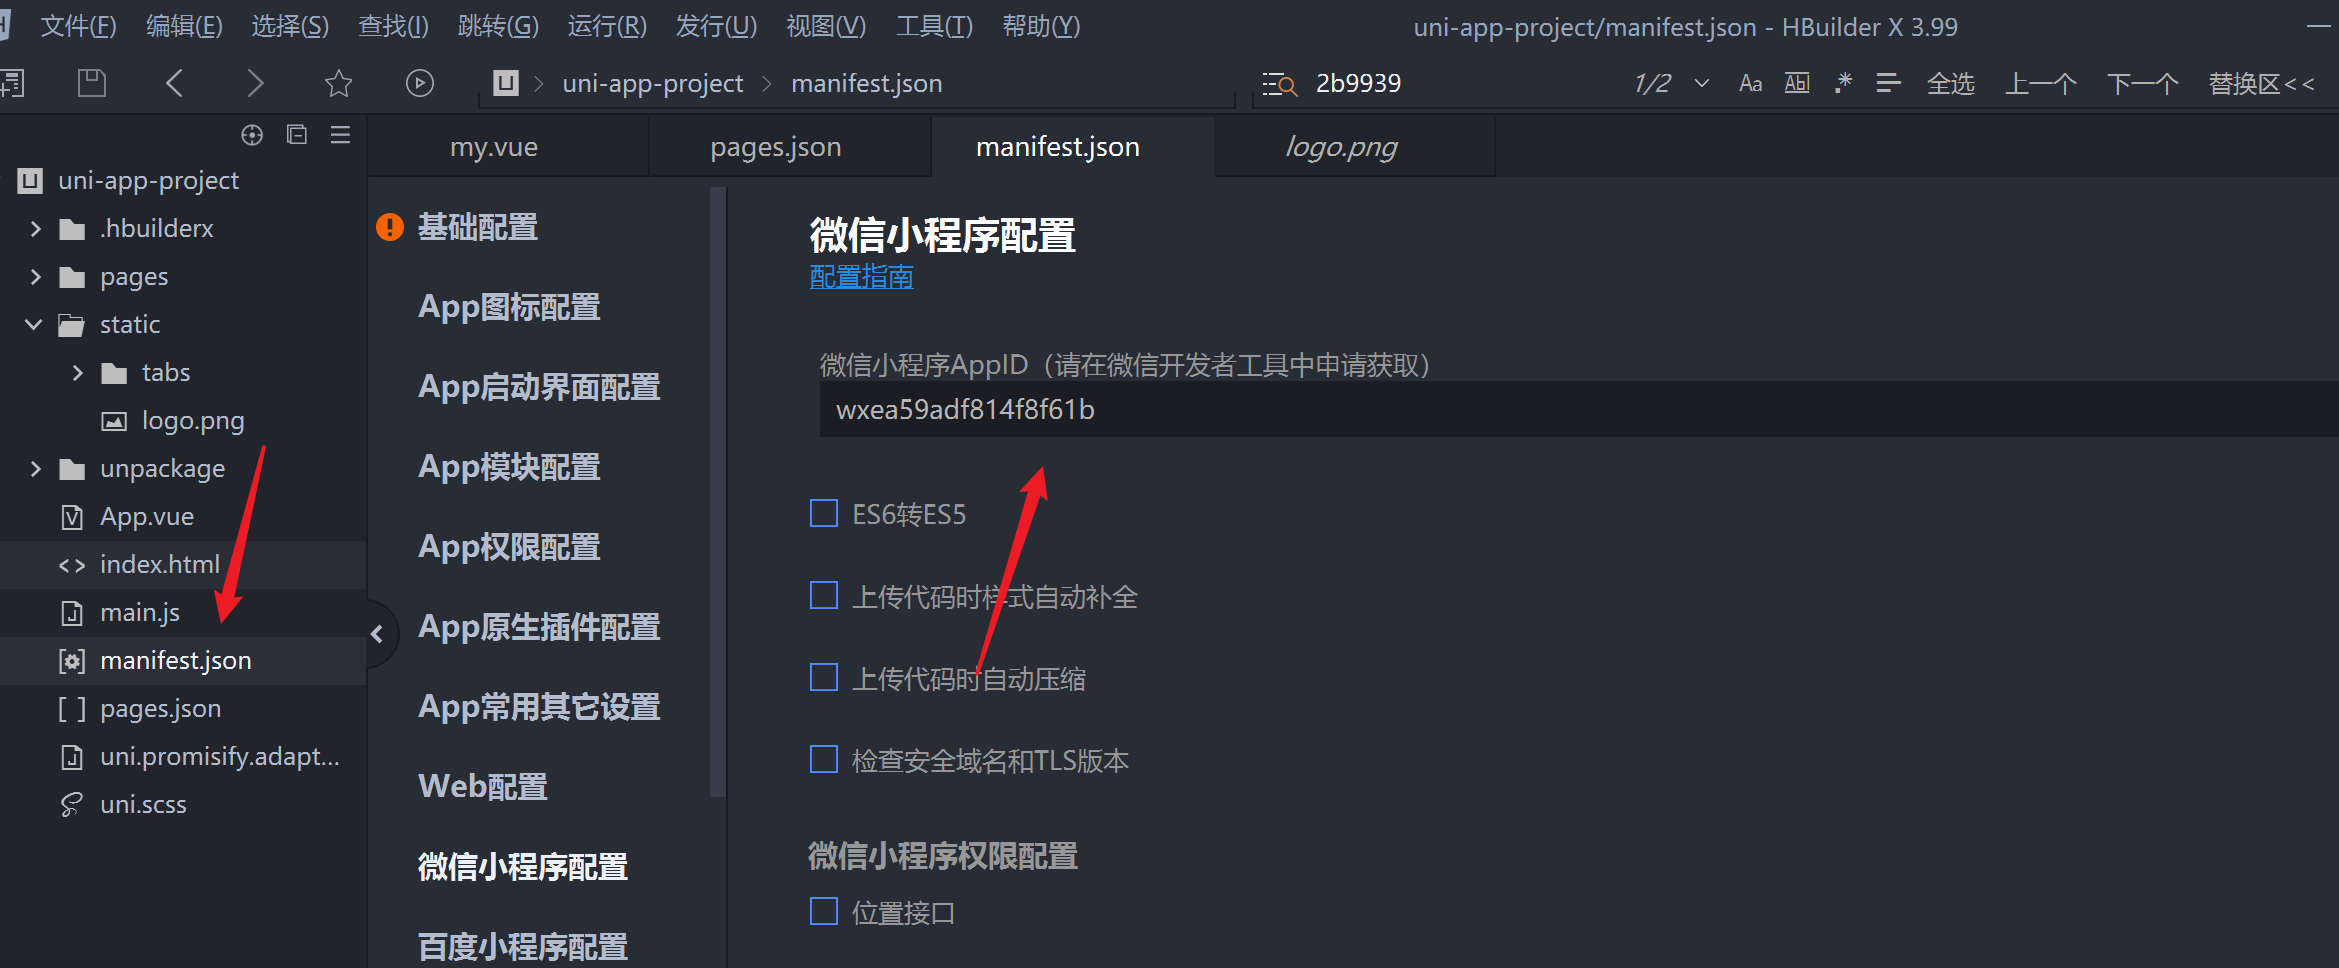 文件(F) 编辑(E) 选择(S) 查找(I) 跳转(G) 运行(R) 发行(U) 视图(V) 工具(T) 帮助(Y) uni-app-project/manifest.json - HBuilder X 3.99
uni-app-project manifest.json 2b9939 1/2 Aa Ab| .* 全选 上一个 下一个 替换区<<
my.vue pages.json manifest.json logo.png
uni-app-project
.hbuilderx
pages
static
tabs
logo.png
unpackage
App.vue
index.html
main.js
manifest.json
pages.json
uni.promisify.adapt...
uni.scss
基础配置
App图标配置
App启动界面配置
App模块配置
App权限配置
App原生插件配置
App常用其它设置
Web配置
微信小程序配置
百度小程序配置
微信小程序配置
配置指南
微信小程序AppID（请在微信开发者工具中申请获取）
wxea59adf814f8f61b
ES6转ES5
上传代码时样式自动补全
上传代码时自动压缩
检查安全域名和TLS版本
微信小程序权限配置
位置接口